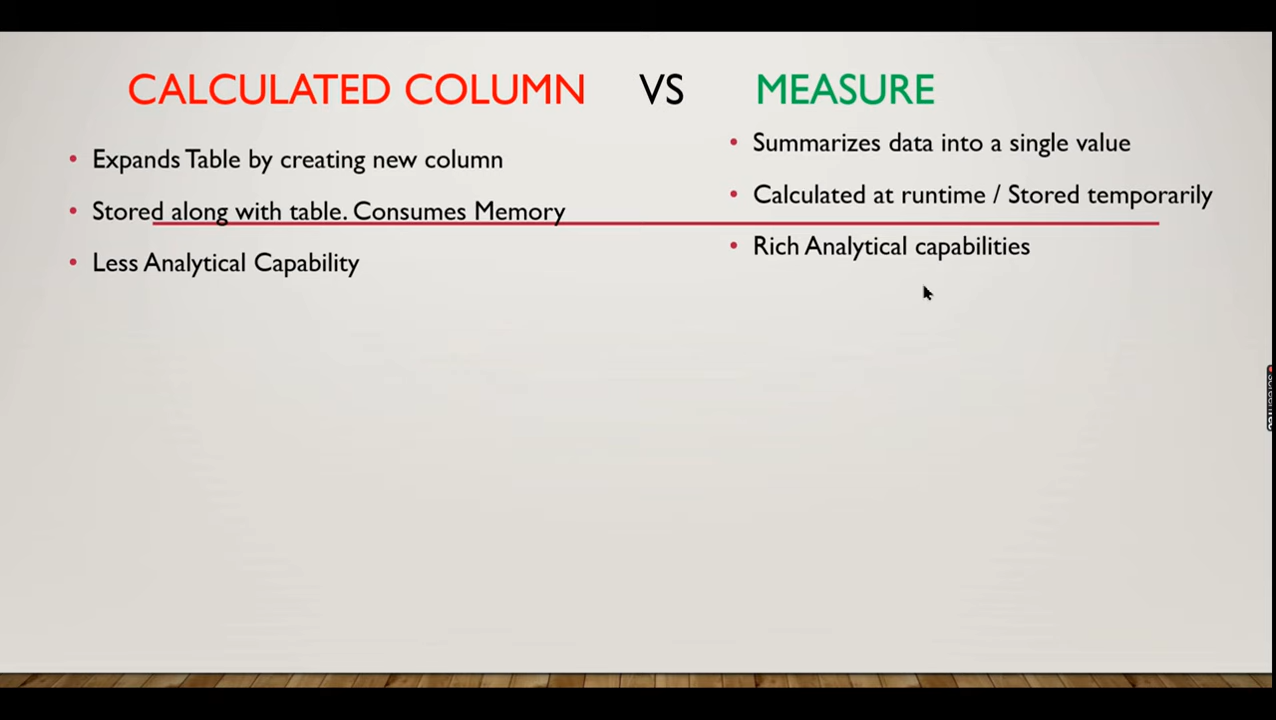 CALCULATED COLUMN VS MEASURE
• Expands Table by creating new column
• Stored along with table. Consumes Memory
• Less Analytical Capability
• Summarizes data into a single value
• Calculated at runtime / Stored temporarily
• Rich Analytical capabilities